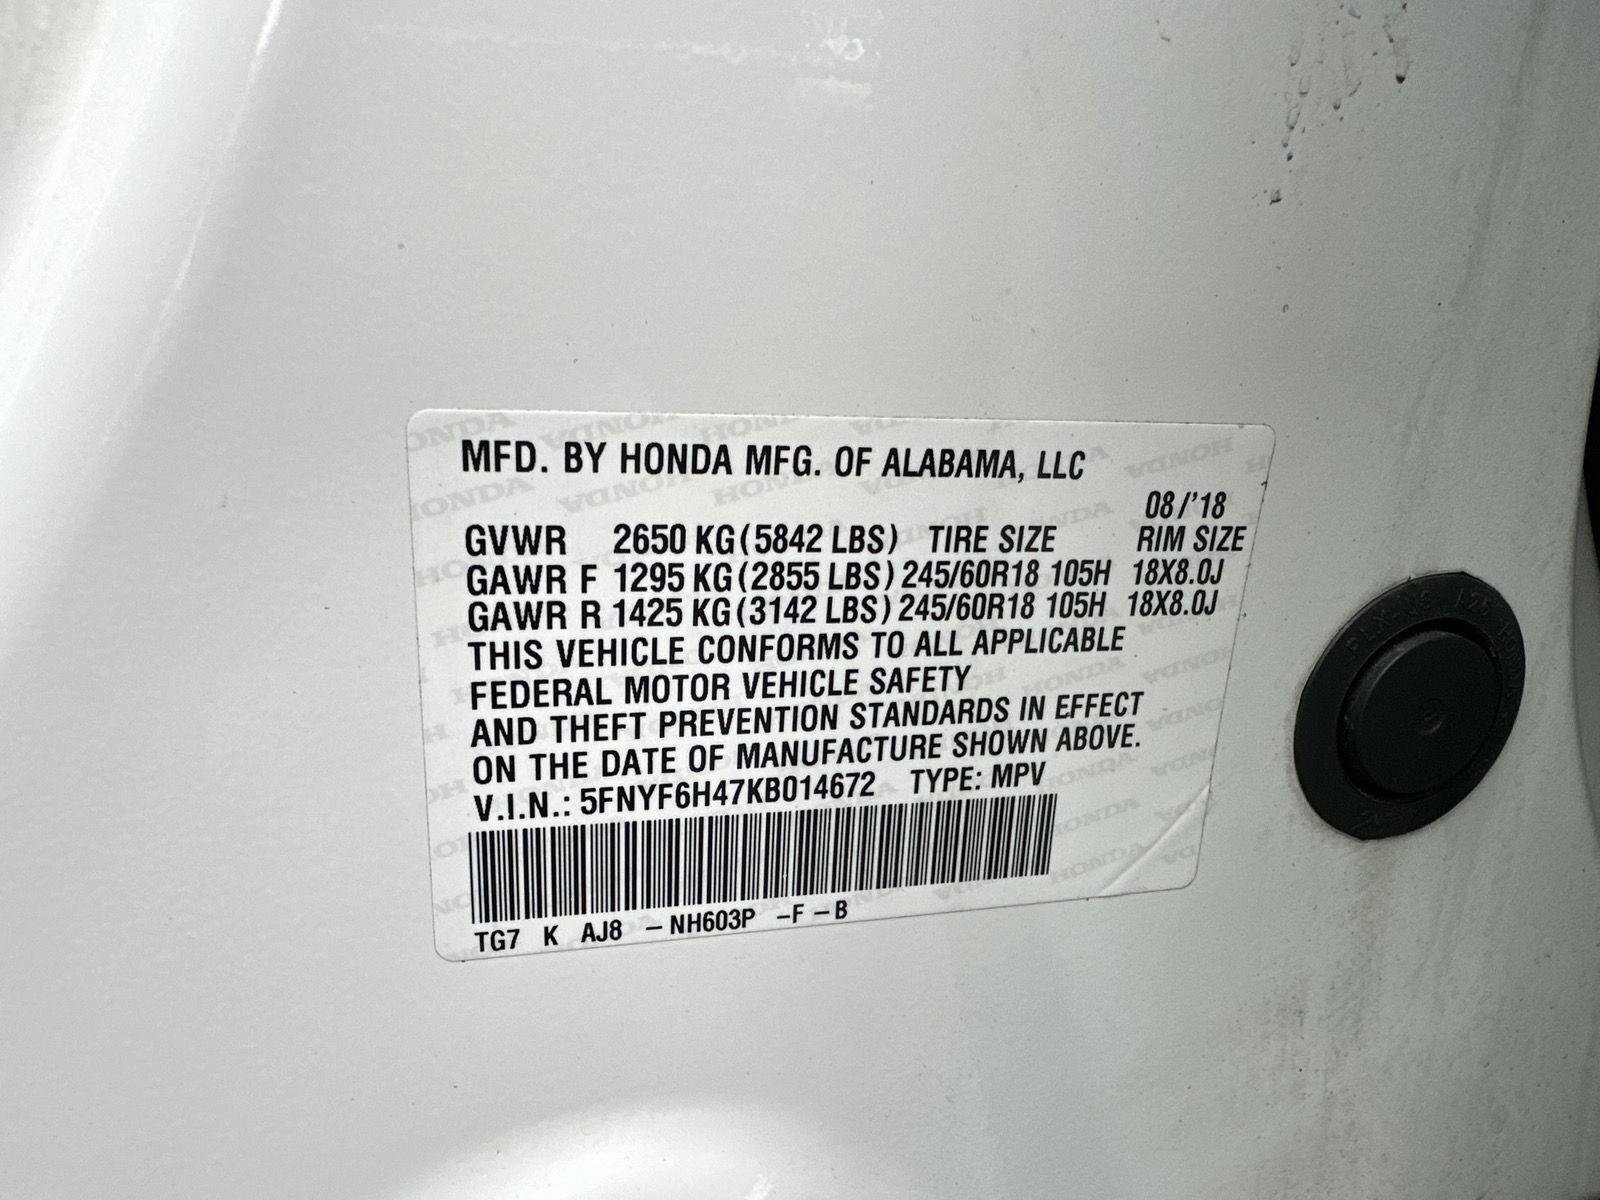 MFD. BY HONDA MFG. OF ALABAMA, LLC
08/'18
GVWR 2650 KG (5842 LBS) TIRE SIZE RIM SIZE
GAWR F 1295 KG (2855 LBS) 245/60R18 105H 18X8.0J
GAWR R 1425 KG (3142 LBS) 245/60R18 105H 18X8.0J
THIS VEHICLE CONFORMS TO ALL APPLICABLE
FEDERAL MOTOR VEHICLE SAFETY
AND THEFT PREVENTION STANDARDS IN EFFECT
ON THE DATE OF MANUFACTURE SHOWN ABOVE.
V.I.N.: 5FNYF6H47KB014672 TYPE: MPV
TG7 K AJ8 – NH603P –F – B